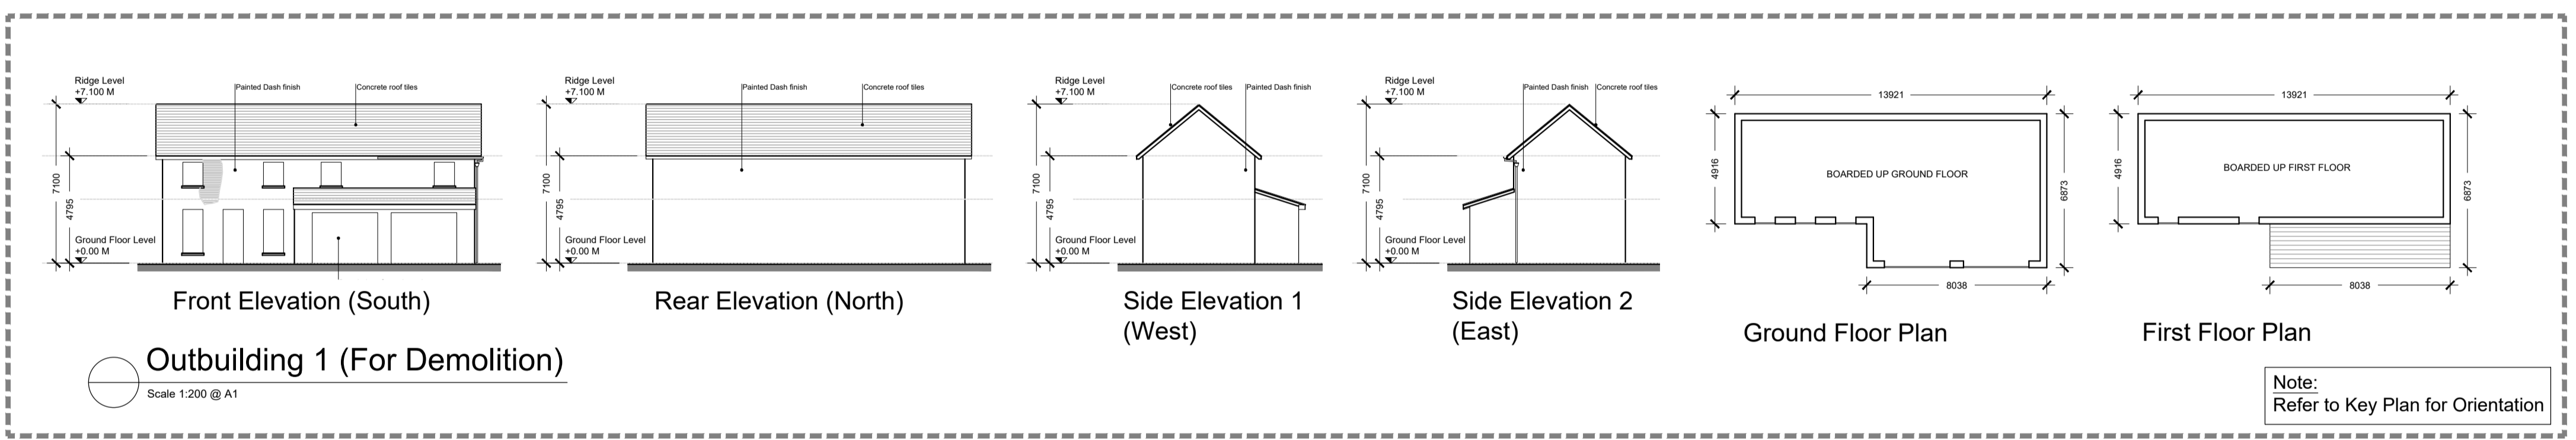 Ridge Level
+7.100 M
Painted Dash finish
Concrete roof tiles
7100
4795
Ground Floor Level
+0.00 M
Front Elevation (South)
Ridge Level
+7.100 M
Painted Dash finish
Concrete roof tiles
7100
4795
Ground Floor Level
+0.00 M
Rear Elevation (North)
Ridge Level
+7.100 M
Concrete roof tiles
Painted Dash finish
7100
4795
Ground Floor Level
+0.00 M
Side Elevation 1
(West)
Ridge Level
+7.100 M
Painted Dash finish
Concrete roof tiles
7100
4795
Ground Floor Level
+0.00 M
Side Elevation 2
(East)
13921
4916
BOARDED UP GROUND FLOOR
6873
8038
Ground Floor Plan
13921
4916
BOARDED UP FIRST FLOOR
6873
8038
First Floor Plan
Outbuilding 1 (For Demolition)
Scale 1:200 @ A1
Note:
Refer to Key Plan for Orientation